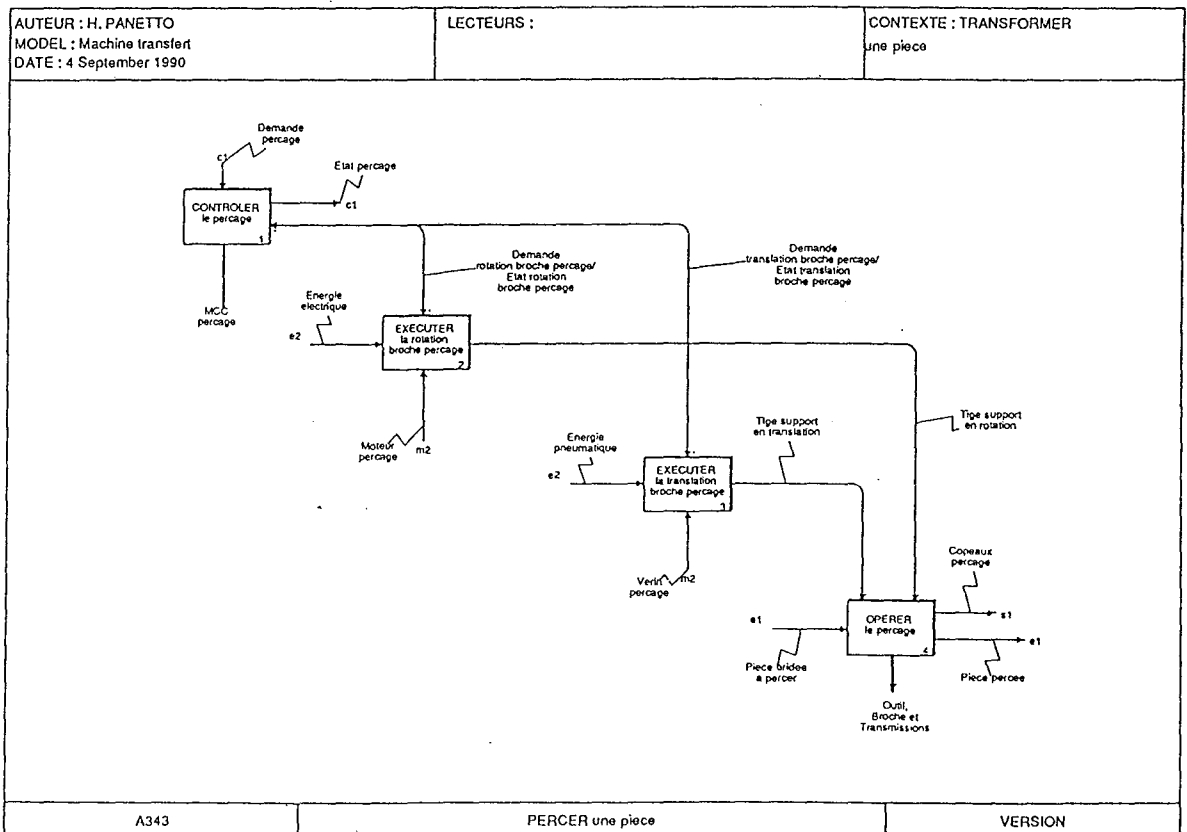 AUTEUR : H. PANETTO
MODEL : Machine transfert
DATE : 4 September 1990
LECTEURS :
CONTEXTE : TRANSFORMER
une piece
Demande
percage
c1
Etat percage
c1
CONTROLER
le percage
1
MCC
percage
Demande
rotation broche percage/
Etat rotation
broche percage
Demande
translation broche percage/
Etat translation
broche percage
Energie
electrique
e2
EXECUTER
la rotation
broche percage
2
Moteur
percage
m2
Energie
pneumatique
e2
Tige support
en translation
Tige support
en rotation
EXECUTER
la translation
broche percage
3
Verin
percage
m2
Copeaux
percage
s1
e1
OPERER
le percage
4
e1
Piece bridee
a percer
Piece percee
Outil,
Broche et
Transmissions
A343
PERCER une piece
VERSION